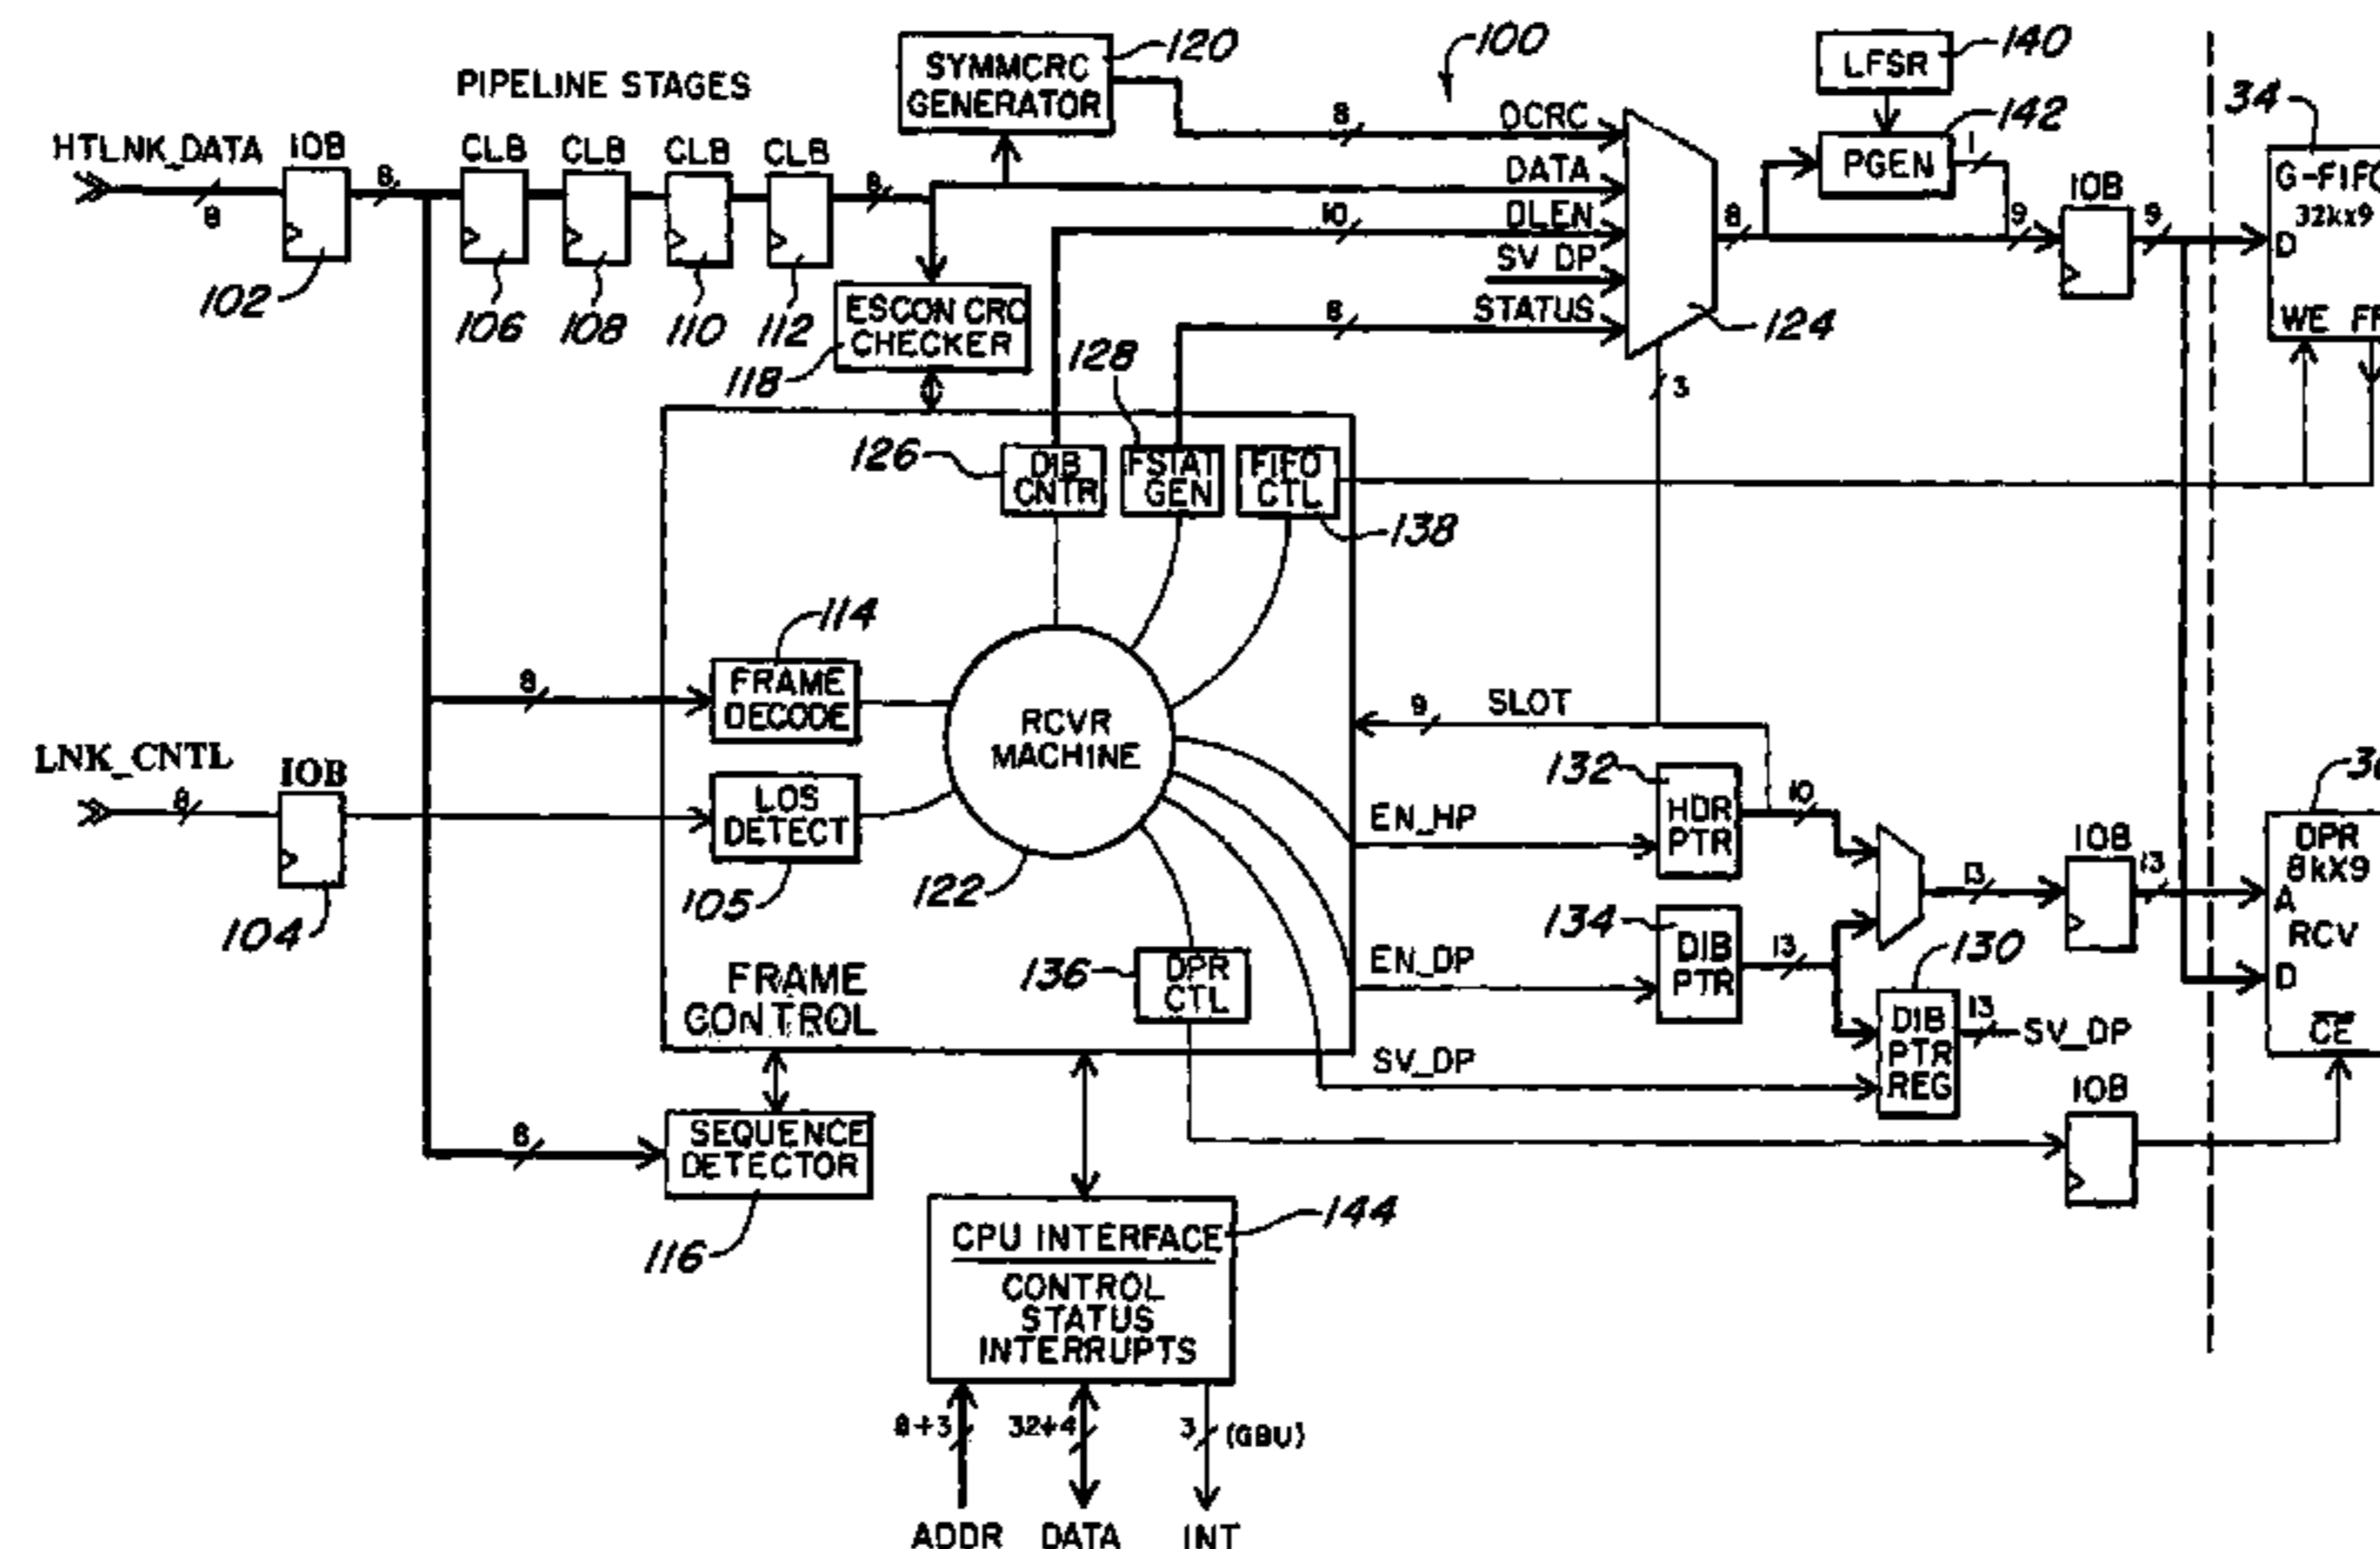 120
100
LFSR
140
SYMMCRC
GENERATOR
PIPELINE STAGES
34
8
DCRC
142
HTLNK_DATA
IOB
CLB
CLB
CLB
CLB
PGEN
1
DATA
IOB
G-FIFO
32kx9
8
8
8
10
DLEN
8
9
9
D
SV DP
102
106
108
110
112
ESCON CRC
CHECKER
STATUS
124
WE
118
128
3
126
DIB
CNTR
FSTAT
GEN
FIFO
CTL
138
114
8
FRAME
DECODE
RCVR
MACHINE
9
SLOT
LNK_CNTL
IOB
8
LOS
DETECT
132
HDR
PTR
10
EN_HP
DPR
8kX9
IOB
13
13
A
105
122
104
134
DIB
PTR
13
130
RCV
EN_DP
136
DPR
CTL
D
FRAME
CONTROL
DIB
PTR
REG
13
SV_DP
CE
SV_DP
IOB
SEQUENCE
DETECTOR
116
144
CPU INTERFACE
CONTROL
STATUS
INTERRUPTS
8+3
32+4
3
(GBU)
ADDR
DATA
INT